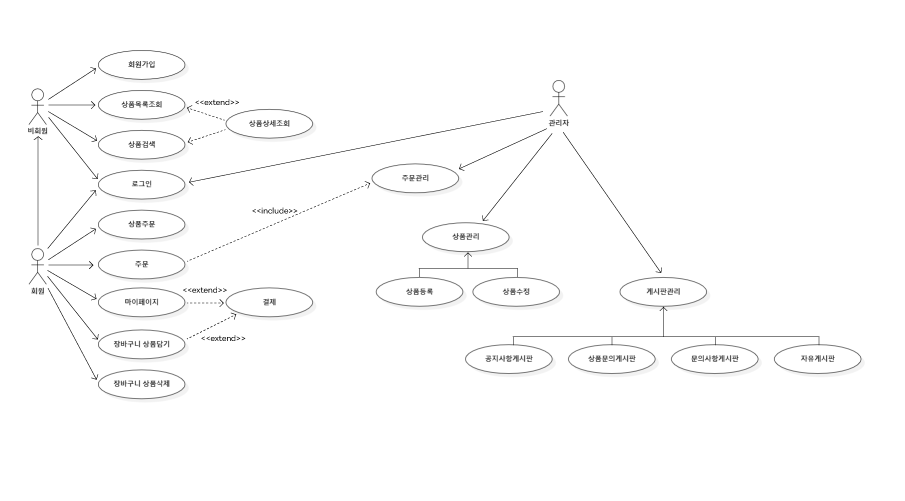 회원가입
상품목록조회
<<extend>>
상품상세조회
비회원
상품검색
관리자
로그인
주문관리
<<include>>
상품주문
상품관리
주문
회원
마이페이지
<<extend>>
결제
상품등록
상품수정
게시판관리
장바구니 상품담기
<<extend>>
공지사항게시판
상품문의게시판
문의사항게시판
자유게시판
장바구니 상품삭제